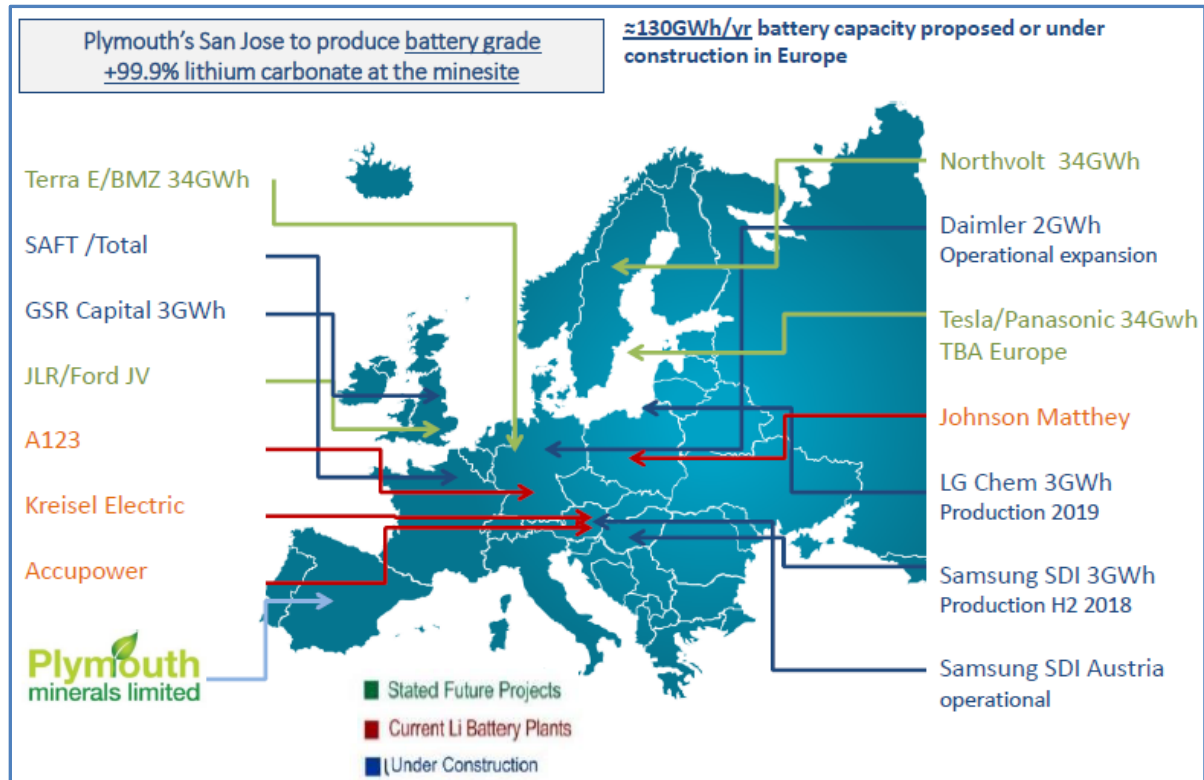 Plymouth's San Jose to produce battery grade
+99.9% lithium carbonate at the minesite
≈130GWh/yr battery capacity proposed or under
construction in Europe
Terra E/BMZ 34GWh
SAFT /Total
GSR Capital 3GWh
JLR/Ford JV
A123
Kreisel Electric
Accupower
Plymouth
minerals limited
Northvolt 34GWh
Daimler 2GWh
Operational expansion
Tesla/Panasonic 34Gwh
TBA Europe
Johnson Matthey
LG Chem 3GWh
Production 2019
Samsung SDI 3GWh
Production H2 2018
Samsung SDI Austria
operational
Stated Future Projects
Current Li Battery Plants
Under Construction